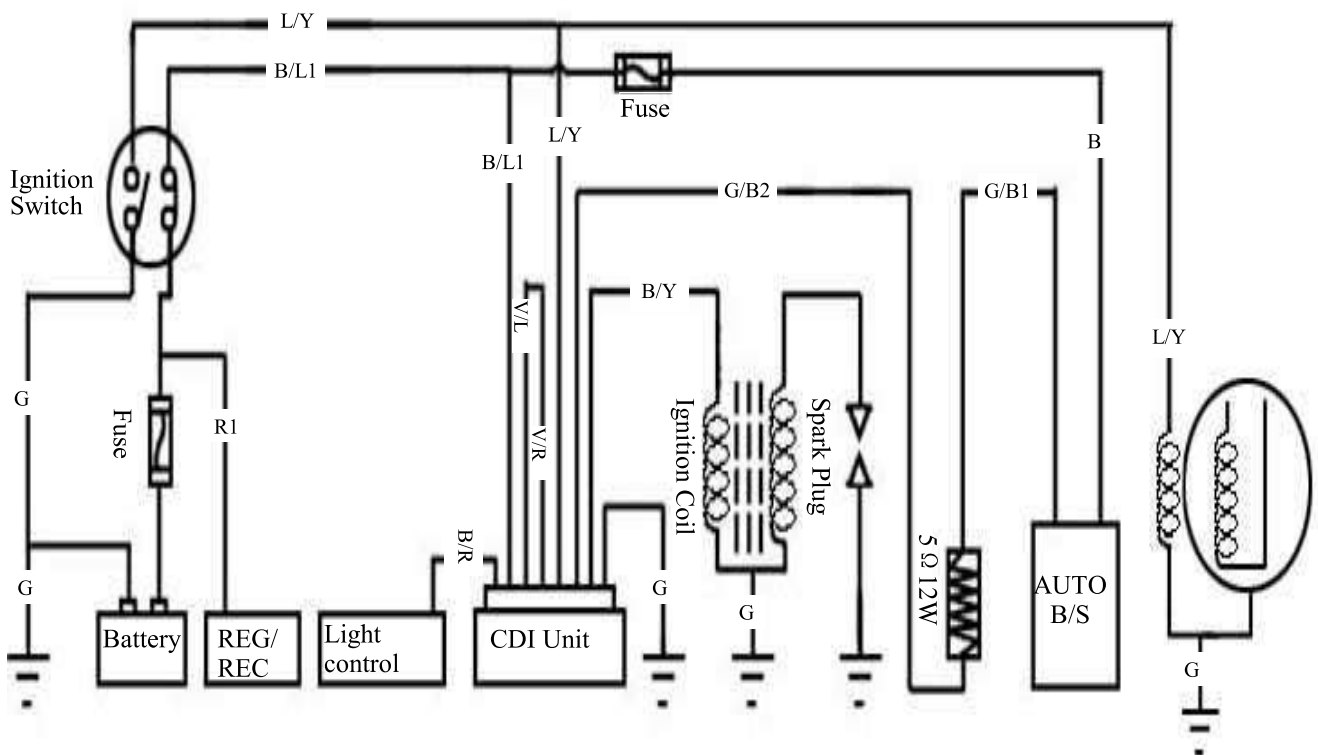 L/Y
B/L1
Fuse
L/Y
B
B/L1
Ignition
Switch
G/B2
G/B1
V/L
B/Y
L/Y
G
Fuse
R1
V/R
Ignition Coil
Spark Plug
B/R
5 Ω 12W
G
G
G
AUTO
B/S
Battery
REG/
REC
Light
control
CDI Unit
G